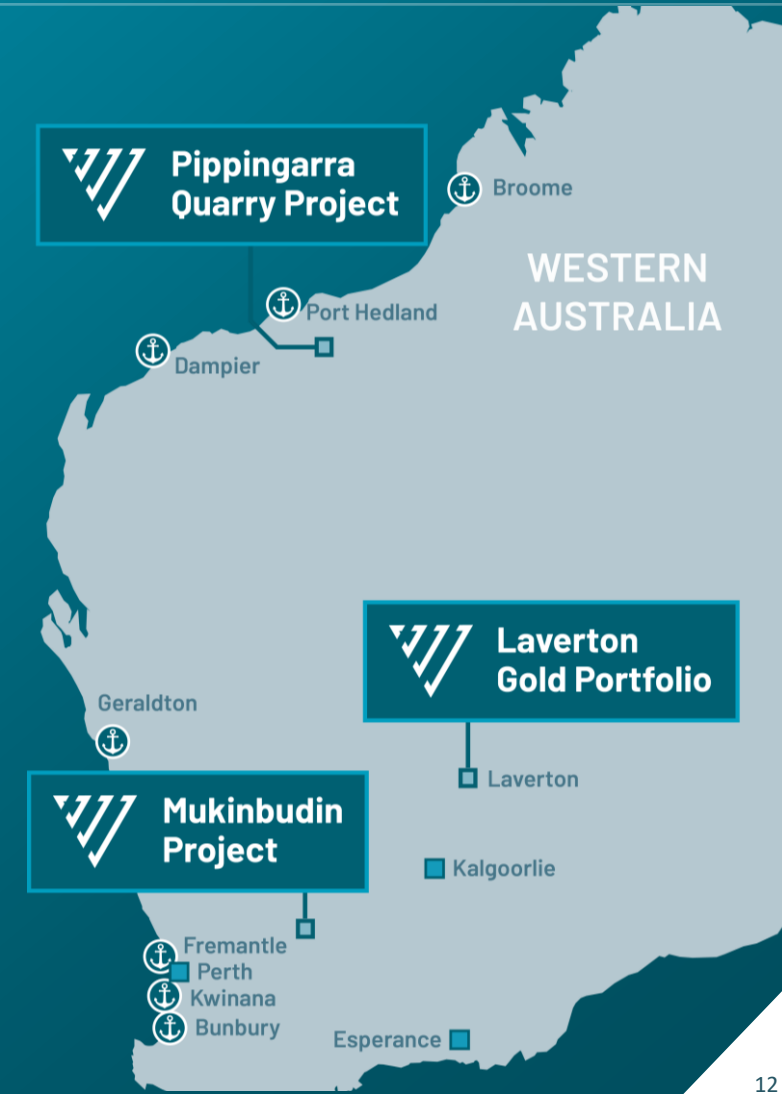 Pippingarra
Quarry Project
Broome
WESTERN
AUSTRALIA
Port Hedland
Dampier
Laverton
Gold Portfolio
Geraldton
Laverton
Mukinbudin
Project
Kalgoorlie
Fremantle
Perth
Kwinana
Bunbury
Esperance
12